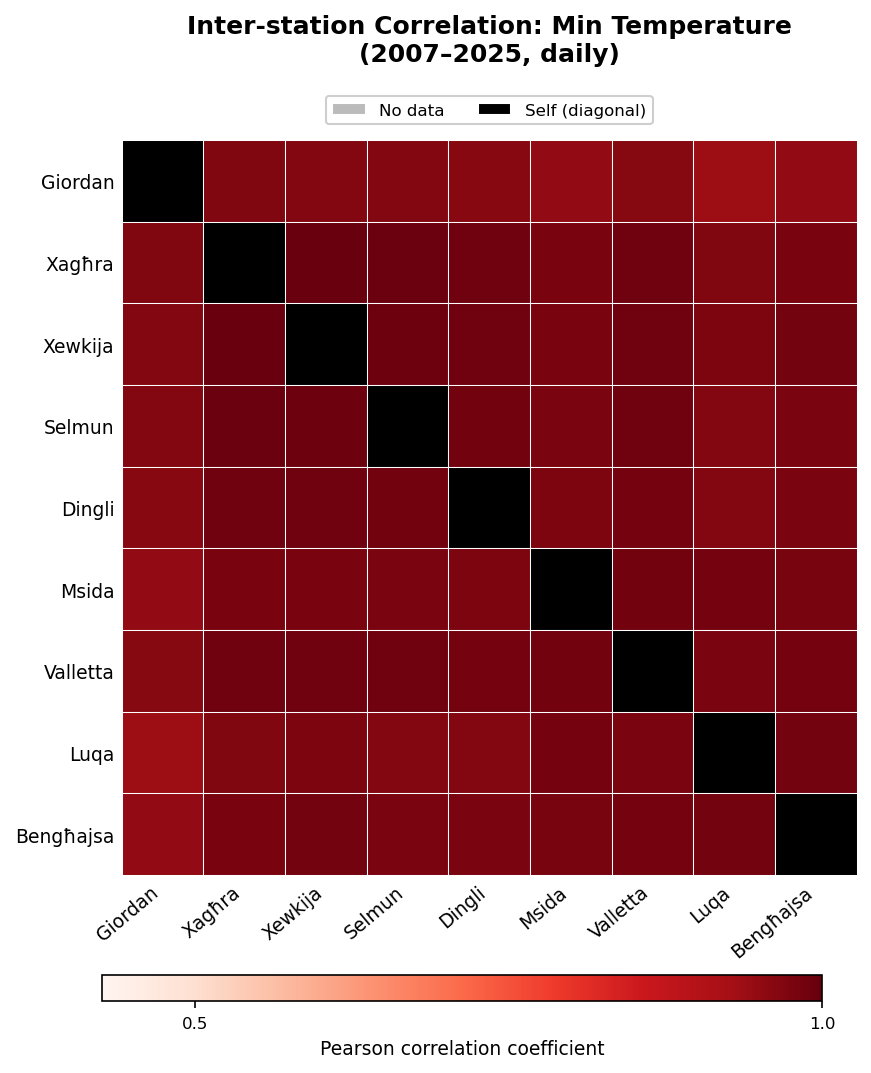 Inter-station Correlation: Min Temperature
(2007–2025, daily)
No data
Self (diagonal)
Giordan
Xagħra
Xewkija
Selmun
Dingli
Msida
Valletta
Luqa
Bengħajsa
Giordan
Xagħra
Xewkija
Selmun
Dingli
Msida
Valletta
Luqa
Bengħajsa
0.5
1.0
Pearson correlation coefficient